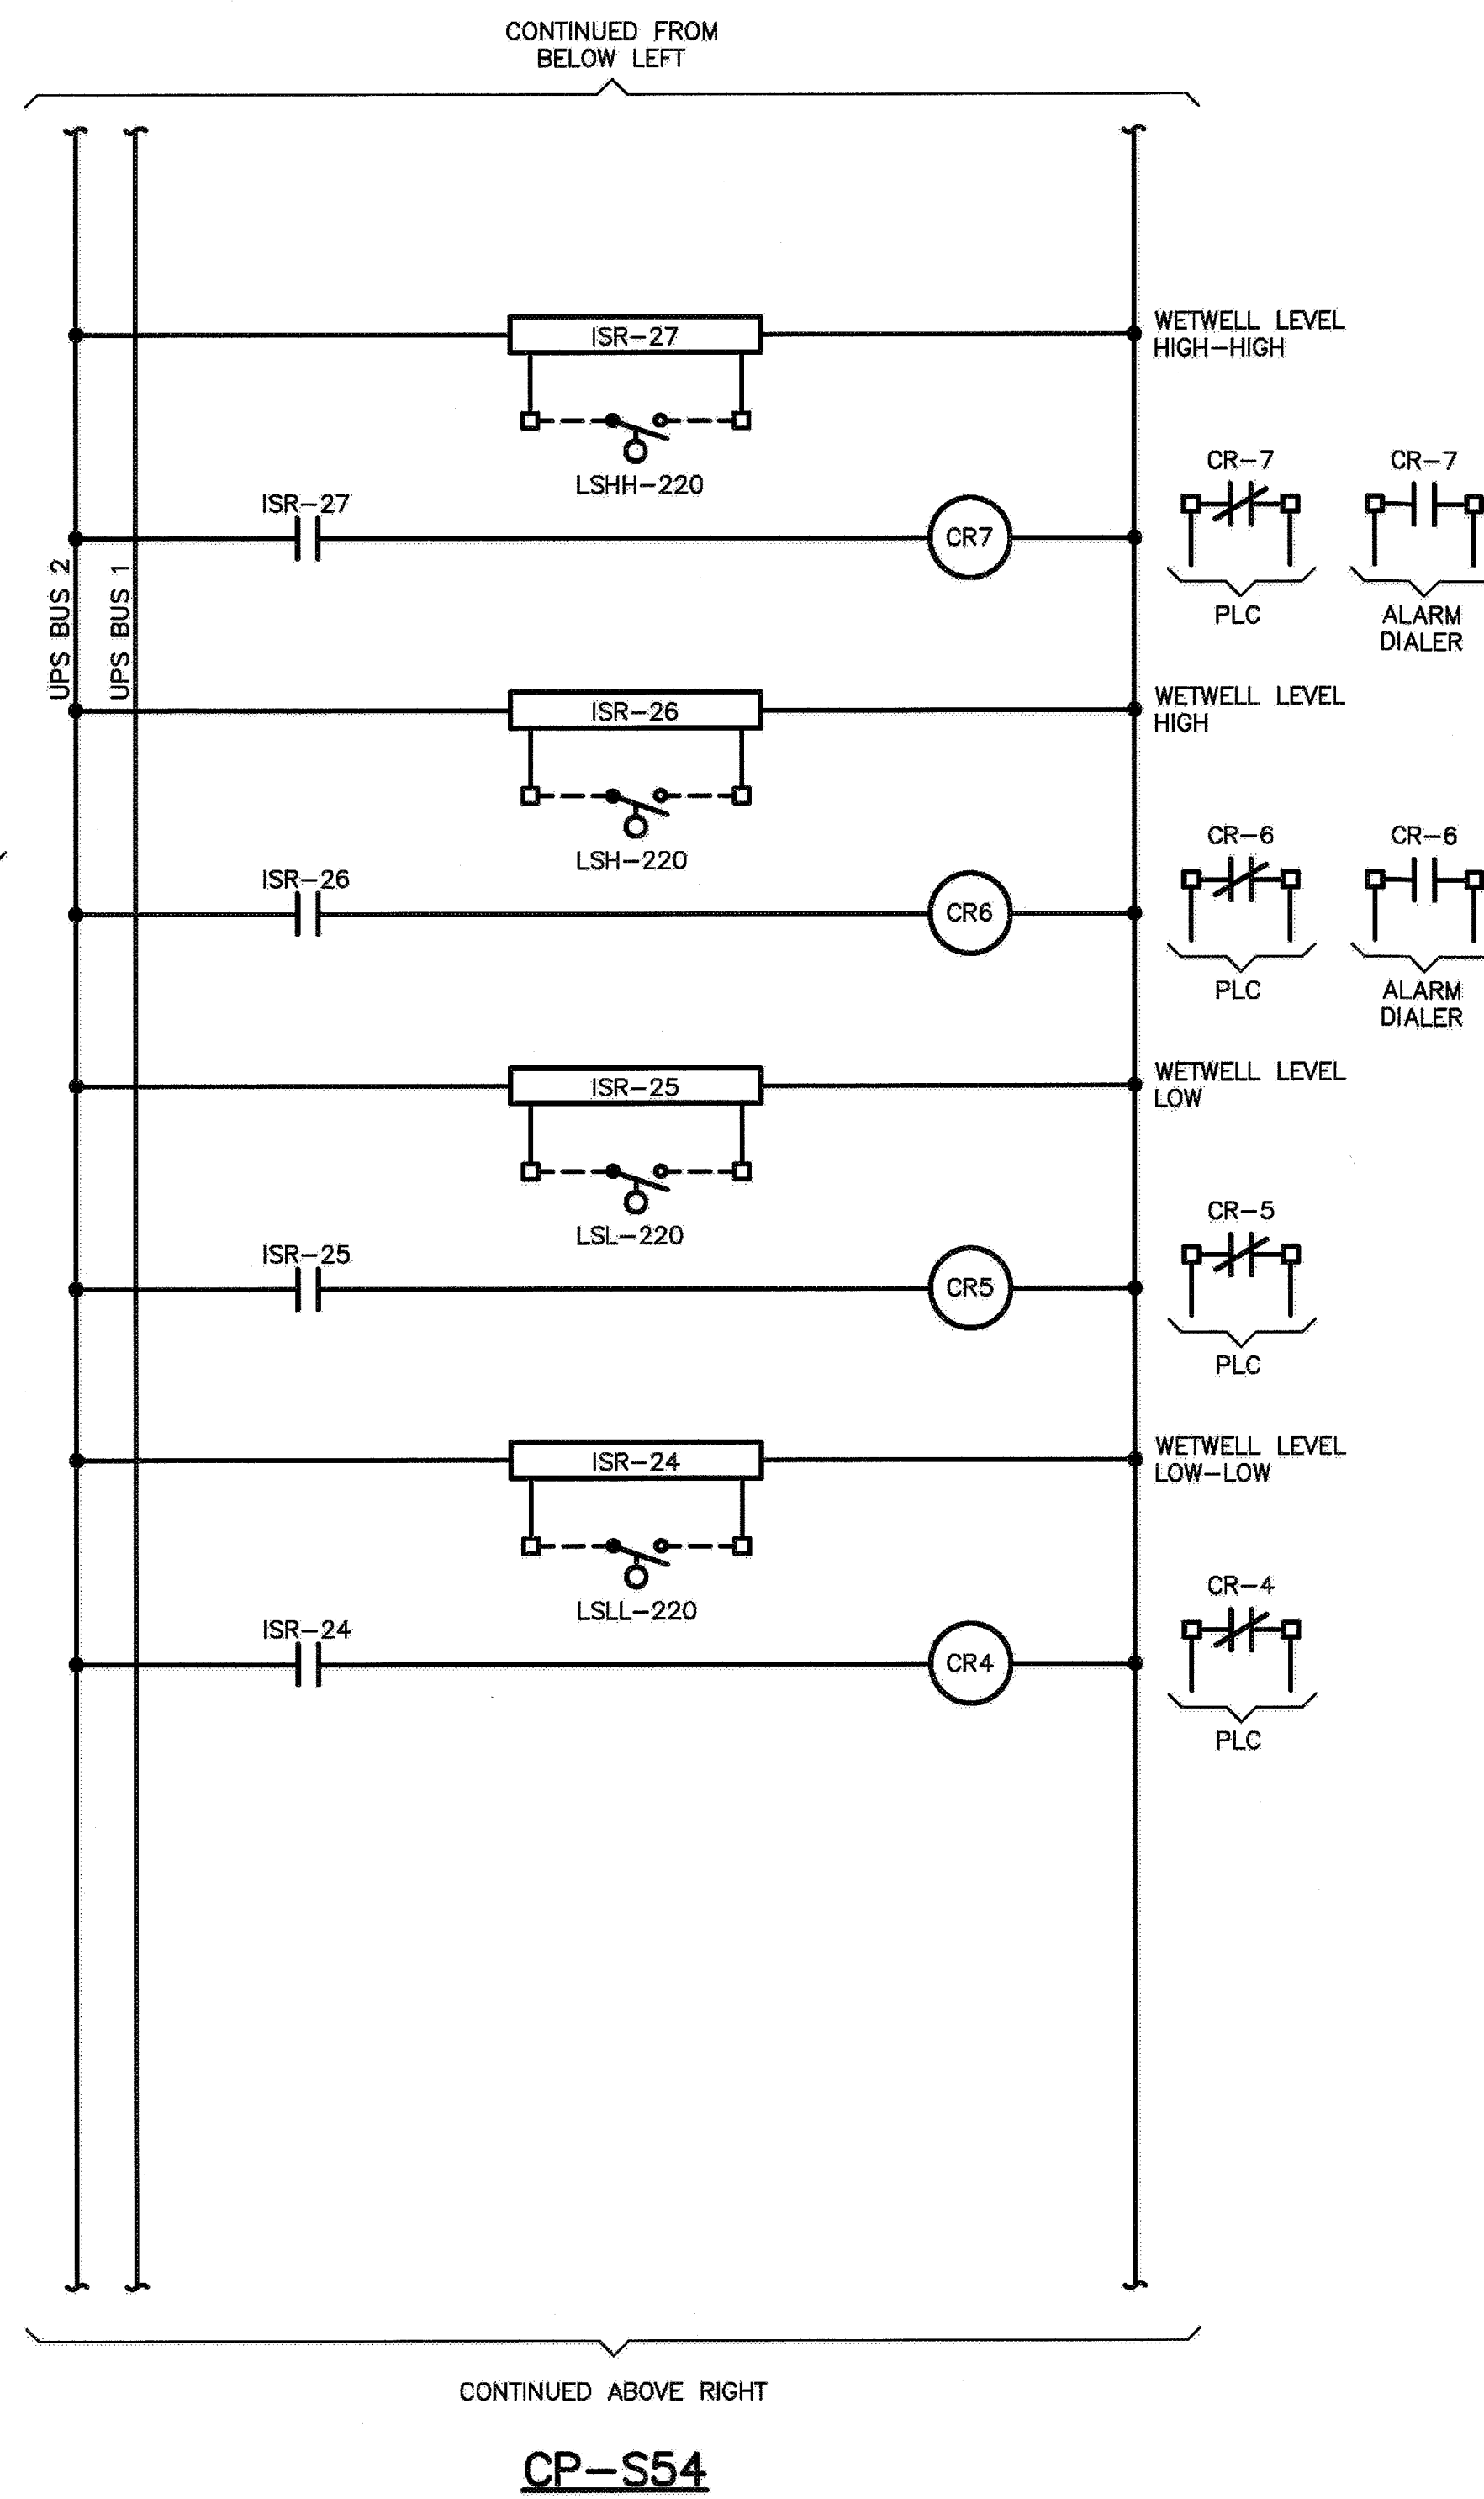 CONTINUED FROM
BELOW LEFT
ISR-27
WETWELL LEVEL
HIGH-HIGH
LSHH-220
CR-7
CR-7
ISR-27
CR7
PLC
ALARM
DIALER
UPS BUS 2
UPS BUS 1
ISR-26
WETWELL LEVEL
HIGH
LSH-220
CR-6
CR-6
ISR-26
CR6
PLC
ALARM
DIALER
ISR-25
WETWELL LEVEL
LOW
LSL-220
CR-5
ISR-25
CR5
PLC
ISR-24
WETWELL LEVEL
LOW-LOW
LSLL-220
CR-4
ISR-24
CR4
PLC
CONTINUED ABOVE RIGHT
CP-S54